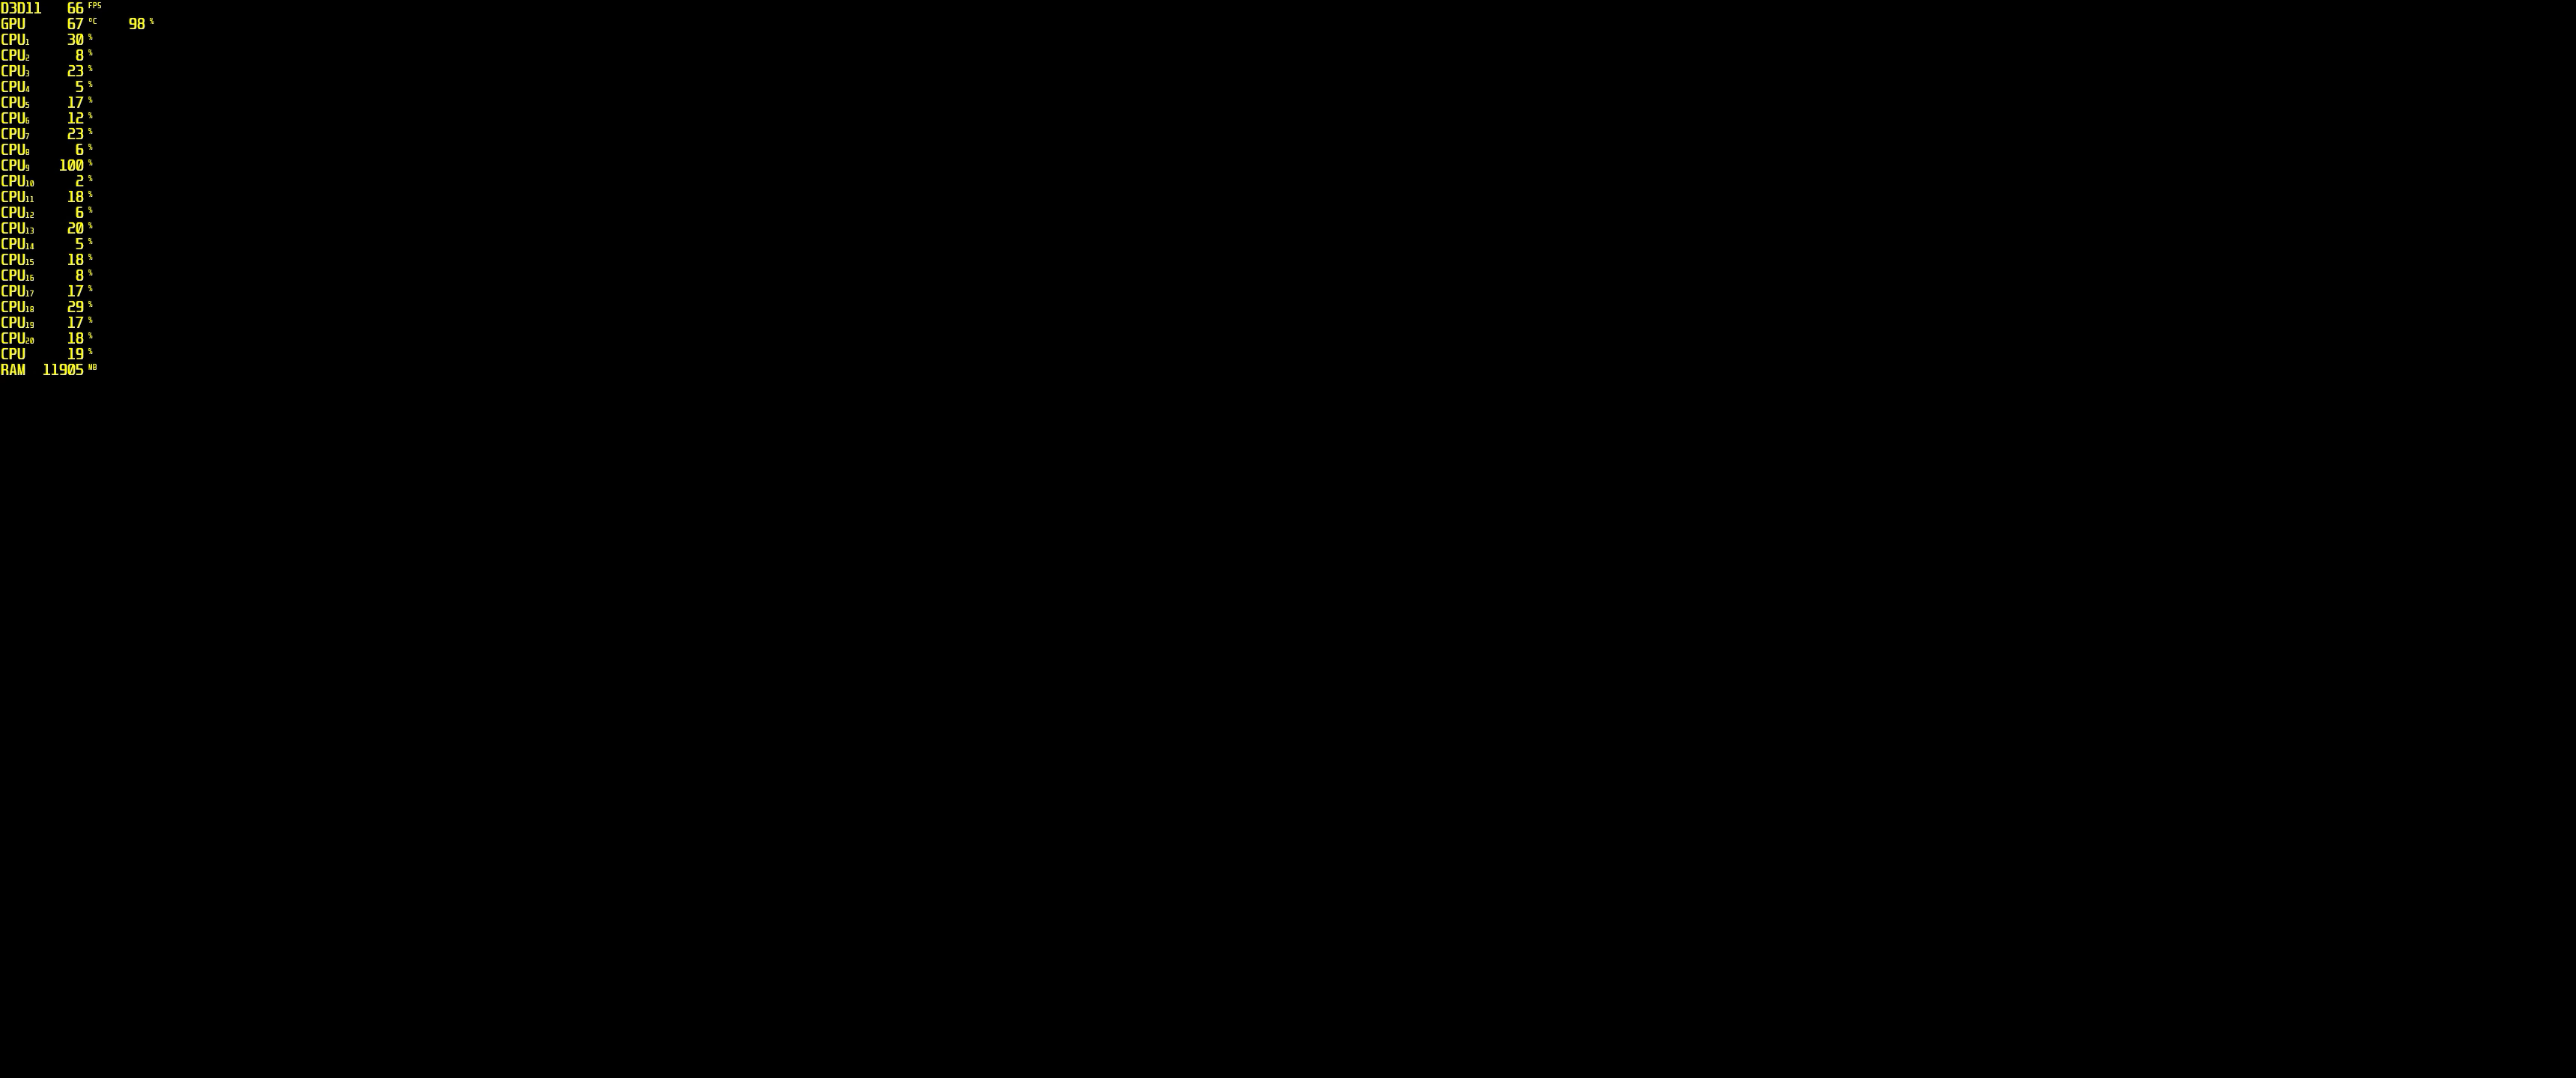 D3D11 66 FPS
GPU 67 °C 98 %
CPU1 30 %
CPU2 8 %
CPU3 23 %
CPU4 5 %
CPU5 17 %
CPU6 12 %
CPU7 23 %
CPU8 6 %
CPU9 100 %
CPU10 2 %
CPU11 18 %
CPU12 6 %
CPU13 20 %
CPU14 5 %
CPU15 18 %
CPU16 8 %
CPU17 17 %
CPU18 29 %
CPU19 17 %
CPU20 18 %
CPU 19 %
RAM 11905 MB